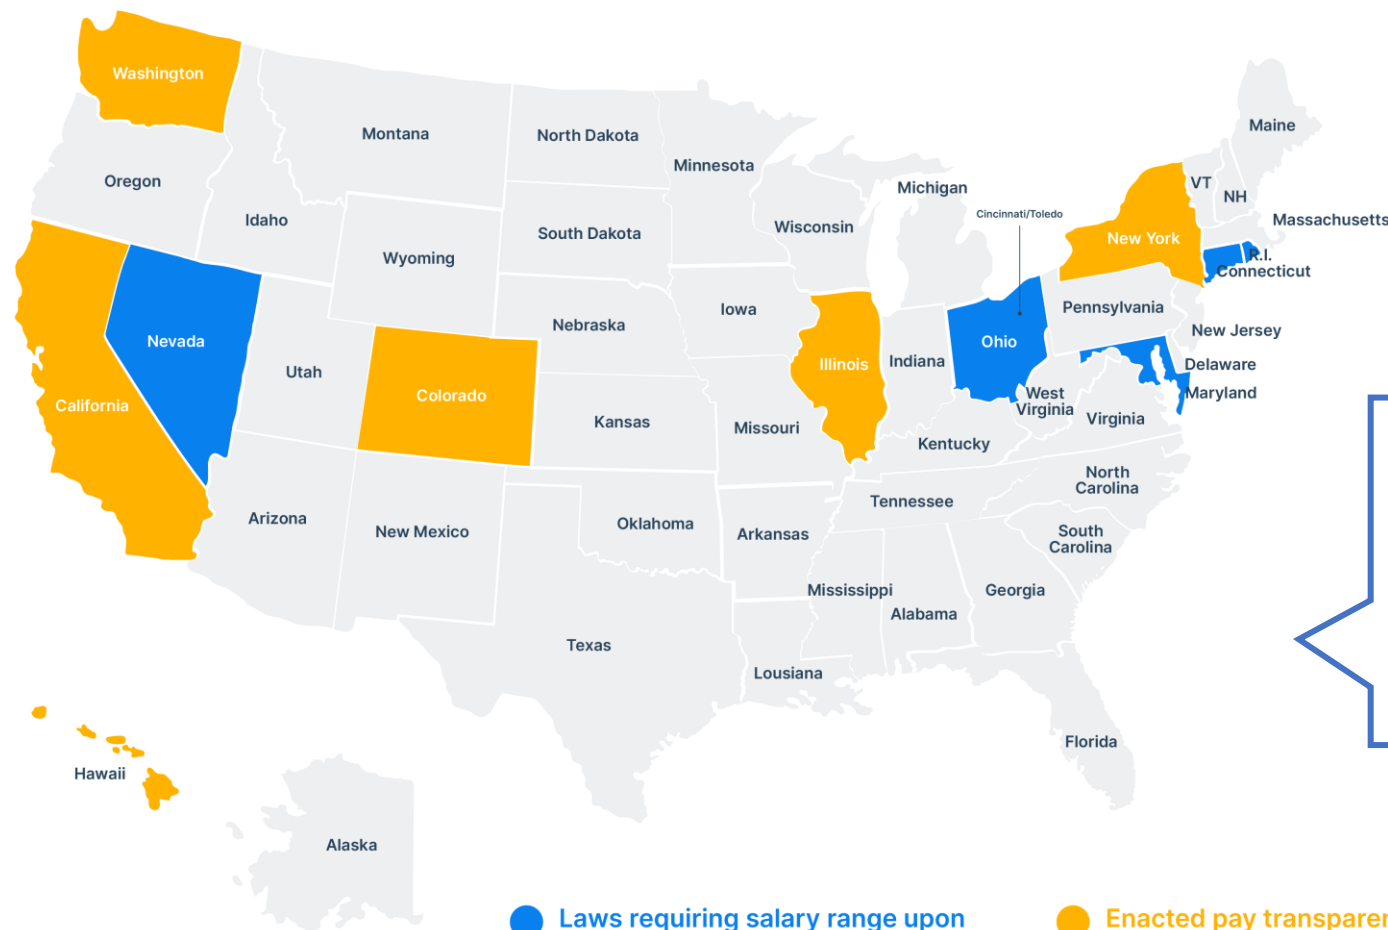 Washington
Montana
North Dakota
Minnesota
Maine
Oregon
Idaho
Wyoming
South Dakota
Wisconsin
Michigan
Cincinnati/Toledo
VT
NH
Massachusetts
New York
R.I.
Connecticut
Nevada
Utah
Colorado
Nebraska
Iowa
Illinois
Indiana
Ohio
Pennsylvania
New Jersey
Delaware
Maryland
West
Virginia
Virginia
California
Kansas
Missouri
Kentucky
Arizona
New Mexico
Oklahoma
Arkansas
Tennessee
North
Carolina
South
Carolina
Mississippi
Alabama
Georgia
Texas
Lousiana
Florida
Hawaii
Alaska
Laws requiring salary range upon
Enacted pay